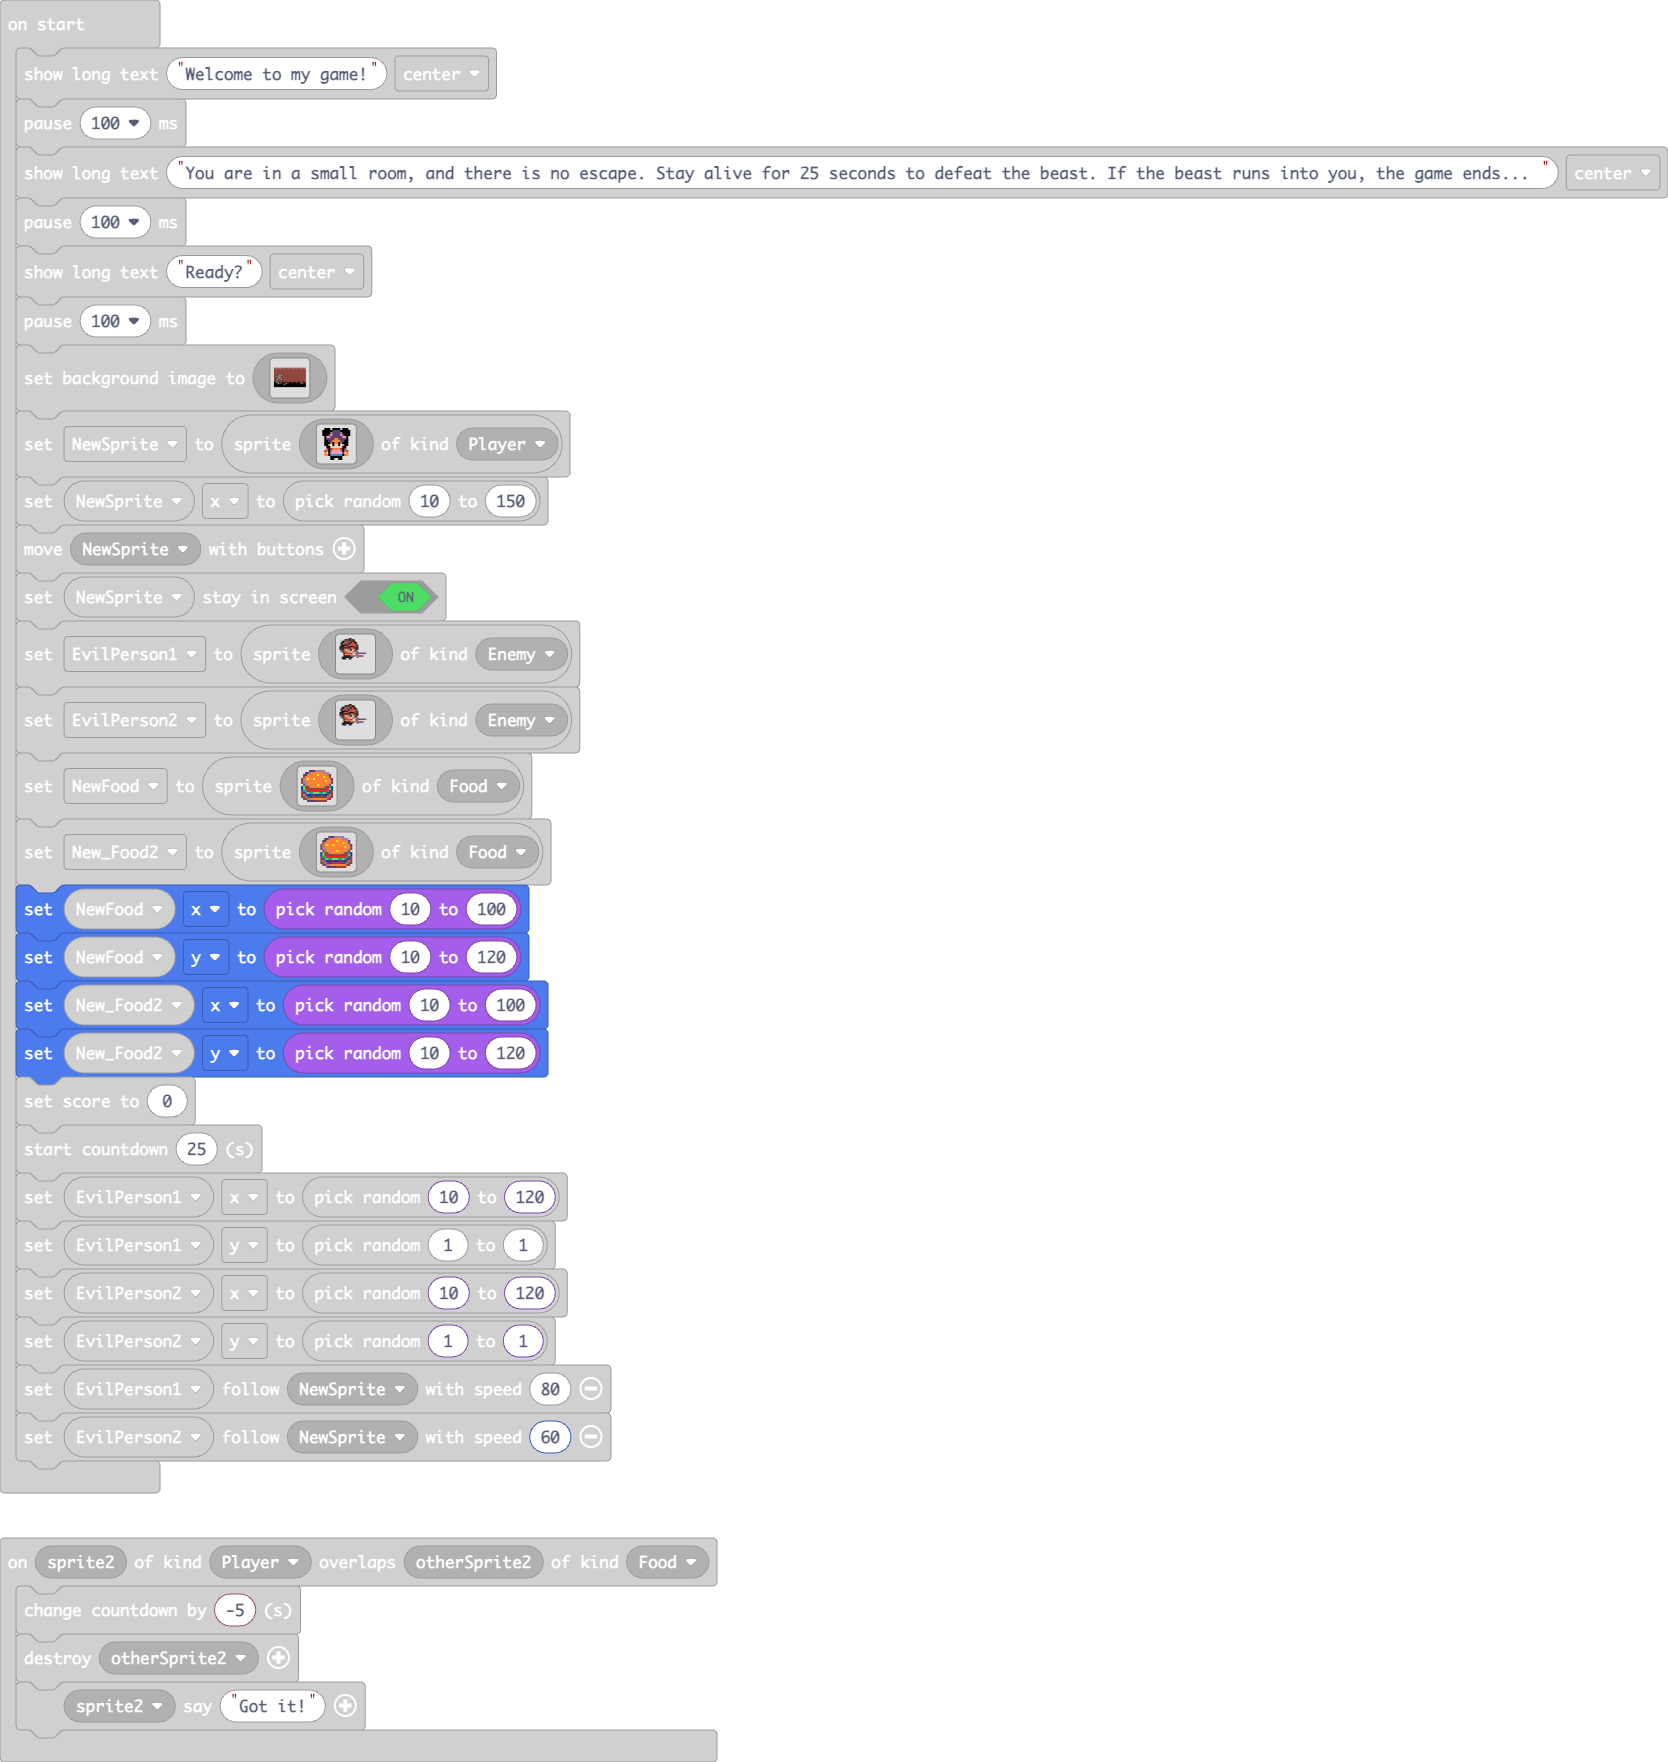 on start
show long text "Welcome to my game!" center
pause 100 ms
show long text "You are in a small room, and there is no escape. Stay alive for 25 seconds to defeat the beast. If the beast runs into you, the game ends... " center
pause 100 ms
show long text "Ready?" center
pause 100 ms
set background image to
set NewSprite to sprite of kind Player
set NewSprite x to pick random 10 to 150
move NewSprite with buttons
set NewSprite stay in screen ON
set EvilPerson1 to sprite of kind Enemy
set EvilPerson2 to sprite of kind Enemy
set NewFood to sprite of kind Food
set New_Food2 to sprite of kind Food
set NewFood x to pick random 10 to 100
set NewFood y to pick random 10 to 120
set New_Food2 x to pick random 10 to 100
set New_Food2 y to pick random 10 to 120
set score to 0
start countdown 25 (s)
set EvilPerson1 x to pick random 10 to 120
set EvilPerson1 y to pick random 1 to 1
set EvilPerson2 x to pick random 10 to 120
set EvilPerson2 y to pick random 1 to 1
set EvilPerson1 follow NewSprite with speed 80
set EvilPerson2 follow NewSprite with speed 60
on sprite2 of kind Player overlaps otherSprite2 of kind Food
change countdown by -5 (s)
destroy otherSprite2
sprite2 say "Got it!"